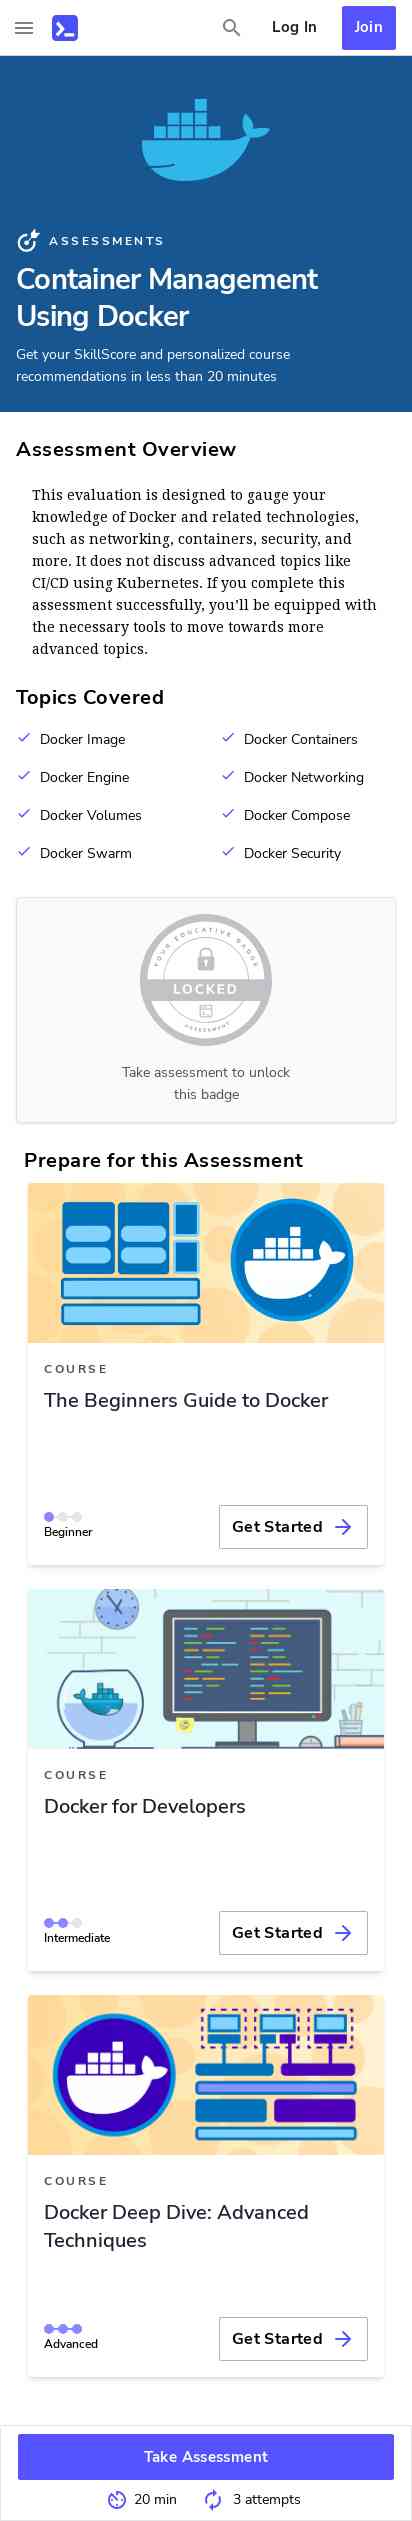 Log In
Join
ASSESSMENTS
Container Management
Using Docker
Get your SkillScore and personalized course
recommendations in less than 20 minutes
Assessment Overview
This evaluation is designed to gauge your
knowledge of Docker and related technologies,
such as networking, containers, security, and
more. It does not discuss advanced topics like
CI/CD using Kubernetes. If you complete this
assessment successfully, you’ll be equipped with
the necessary tools to move towards more
advanced topics.
Topics Covered
Docker Image
Docker Containers
Docker Engine
Docker Networking
Docker Volumes
Docker Compose
Docker Swarm
Docker Security
YOUR EDUCATIVE BADGE
LOCKED
ASSESSMENT
Take assessment to unlock
this badge
Prepare for this Assessment
COURSE
The Beginners Guide to Docker
Beginner
Get Started
COURSE
Docker for Developers
Intermediate
Get Started
COURSE
Docker Deep Dive: Advanced
Techniques
Advanced
Get Started
Take Assessment
20 min
3 attempts